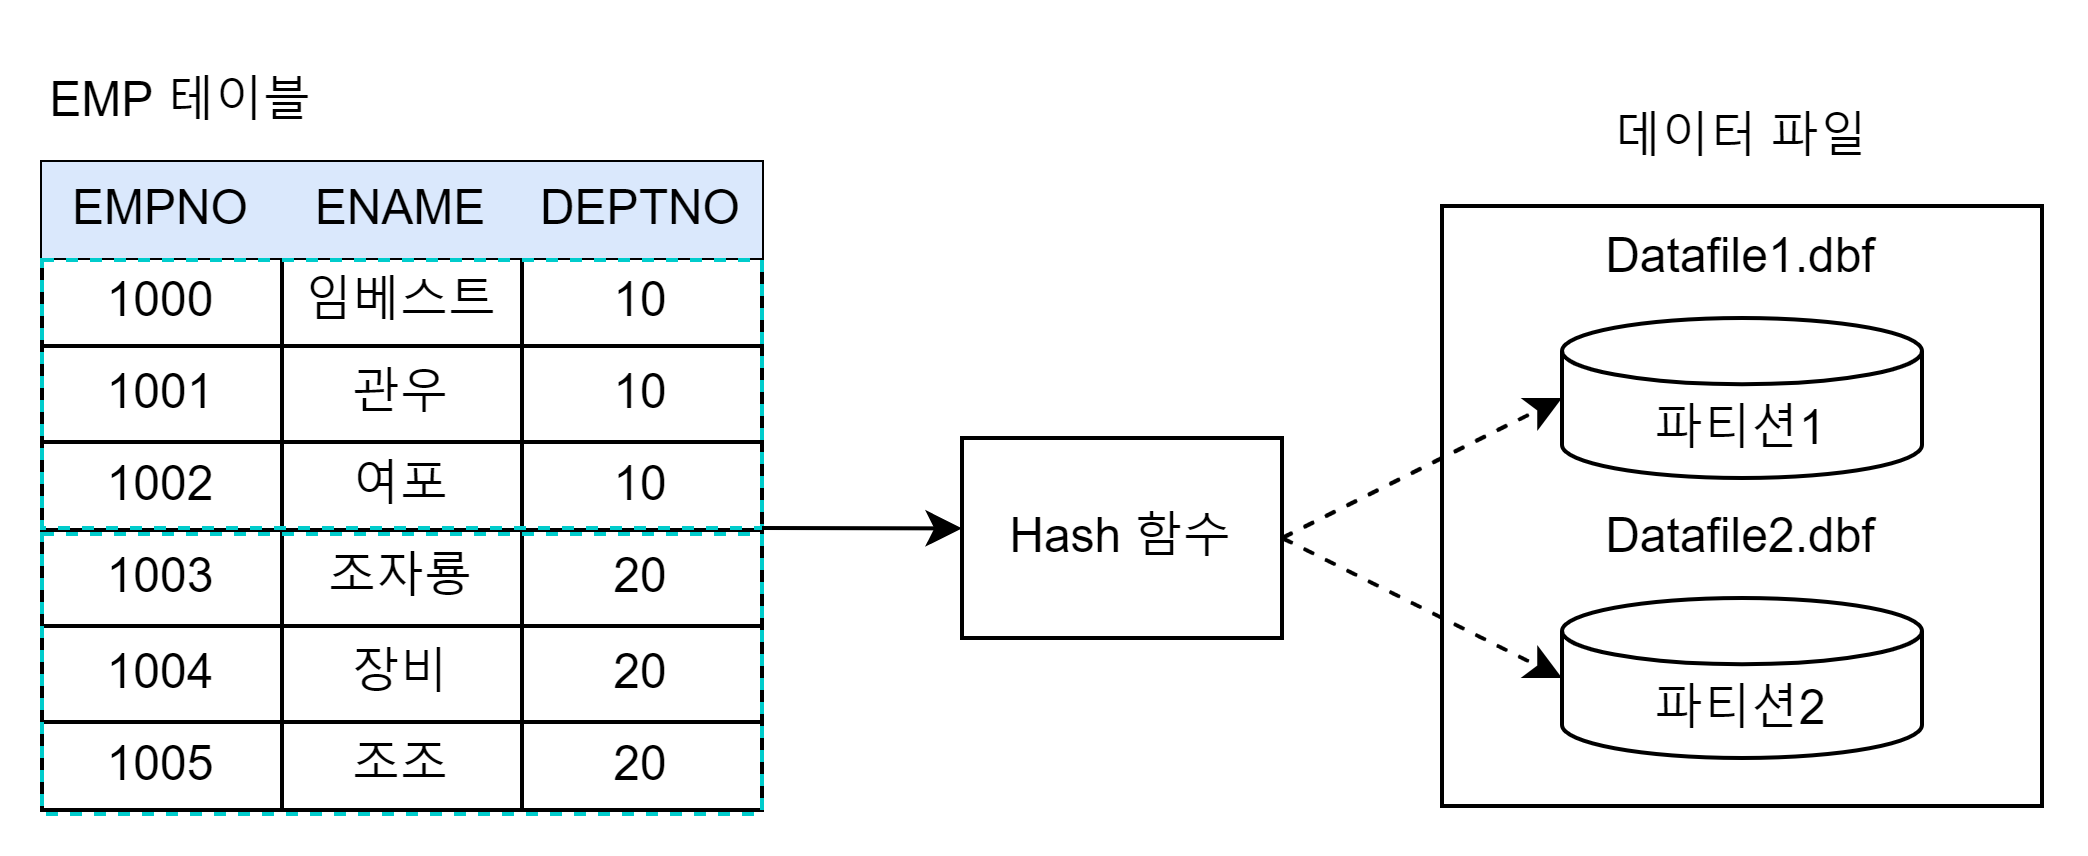 EMP 테이블
EMPNO ENAME DEPTNO
1000 임베스트 10
1001 관우 10
1002 여포 10
1003 조자룡 20
1004 장비 20
1005 조조 20
Hash 함수
데이터 파일
Datafile1.dbf
파티션1
Datafile2.dbf
파티션2